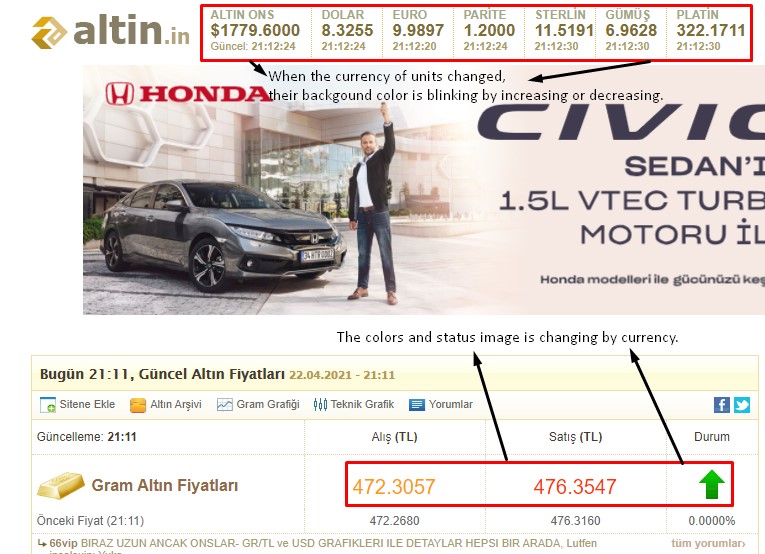 altin.in
ALTIN ONS DOLAR EURO PARİTE STERLİN GÜMÜŞ PLATİN
$1779.6000 8.3255 9.9897 1.2000 11.5191 6.9628 322.1711
Güncel: 21:12:24 21:12:24 21:12:20 21:12:24 21:12:30 21:12:30 21:12:30
When the currency of units changed,
their backgound color is blinking by increasing or decreasing.
HONDA
CIVIC
SEDAN'I
1.5L VTEC TURB
MOTORU İL
34 HTR 082
Honda modelleri ile gücünüzü keş
The colors and status image is changing by currency.
Bugün 21:11, Güncel Altın Fiyatları 22.04.2021 - 21:11
Sitene Ekle Altın Arşivi Gram Grafiği Teknik Grafik Yorumlar
Güncelleme: 21:11 Alış (TL) Satış (TL) Durum
Gram Altın Fiyatları 472.3057 476.3547
Önceki Fiyat (21:11) 472.2680 476.3160 0.0000%
66vip BIRAZ UZUN ANCAK ONSLAR- GR/TL ve USD GRAFIKLERI ILE DETAYLAR HEPSI BIR ARADA, Lutfen tüm yorumlar›